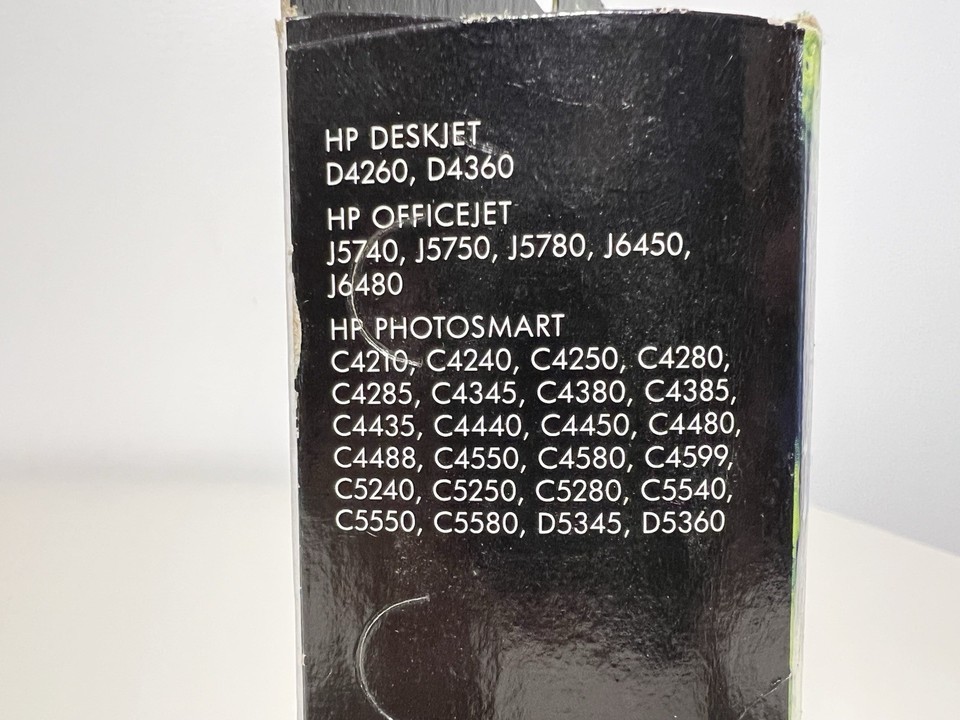 HP DESKJET
D4260, D4360
HP OFFICEJET
J5740, J5750, J5780, J6450,
J6480
HP PHOTOSMART
C4210, C4240, C4250, C4280,
C4285, C4345, C4380, C4385,
C4435, C4440, C4450, C4480,
C4488, C4550, C4580, C4599,
C5240, C5250, C5280, C5540,
C5550, C5580, D5345, D5360